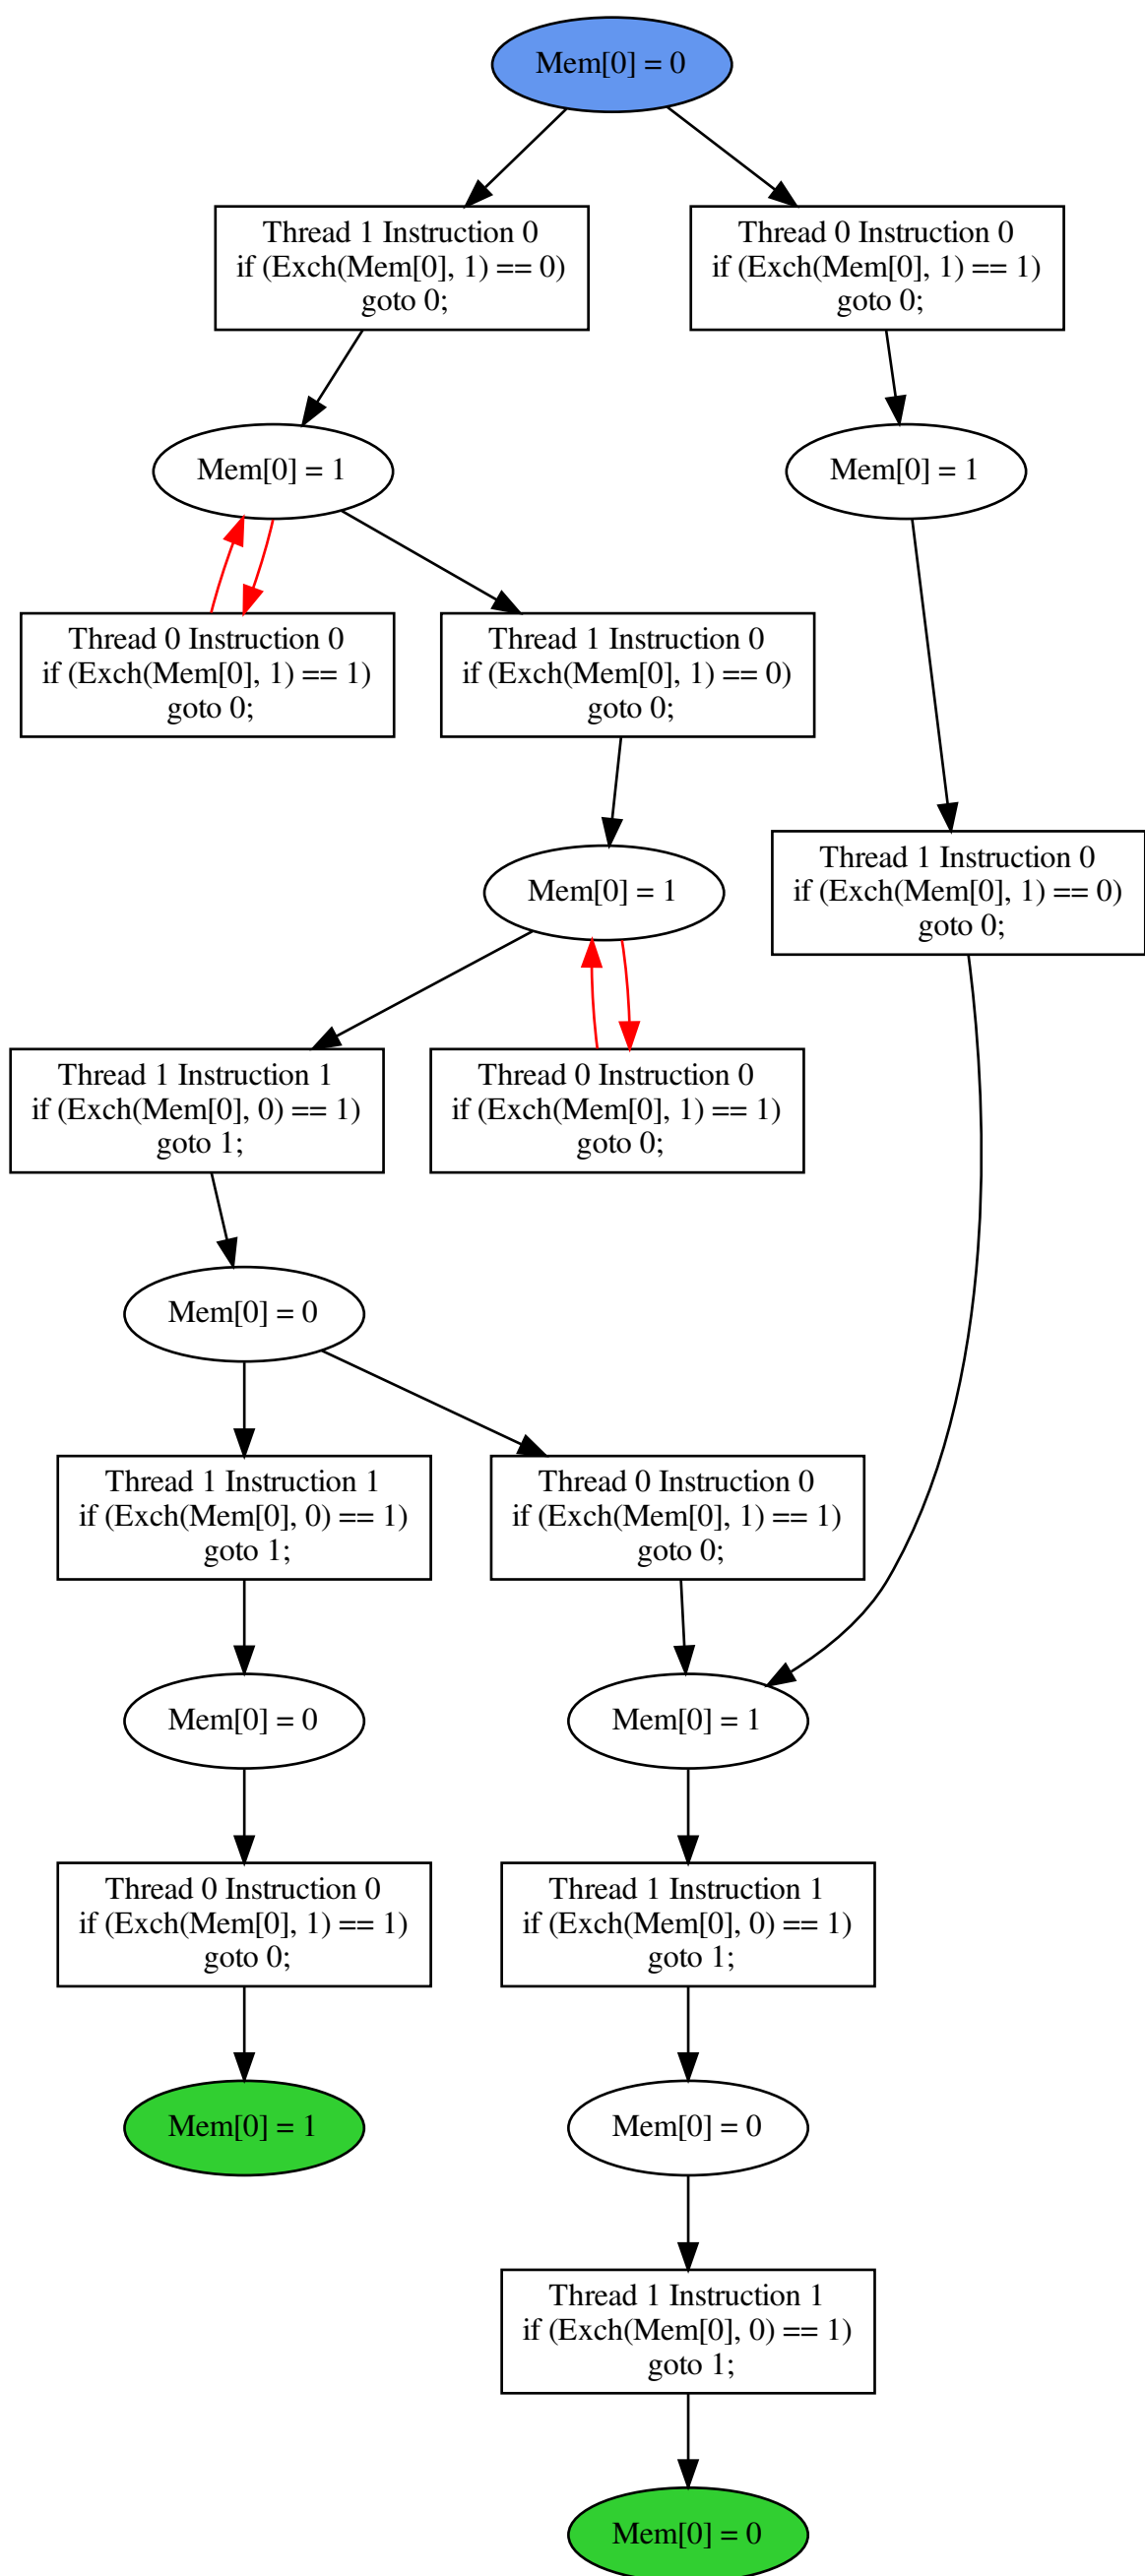 Mem[0] = 0
Thread 1 Instruction 0
if (Exch(Mem[0], 1) == 0)
goto 0;
Thread 0 Instruction 0
if (Exch(Mem[0], 1) == 1)
goto 0;
Mem[0] = 1
Mem[0] = 1
Thread 0 Instruction 0
if (Exch(Mem[0], 1) == 1)
goto 0;
Thread 1 Instruction 0
if (Exch(Mem[0], 1) == 0)
goto 0;
Mem[0] = 1
Thread 1 Instruction 0
if (Exch(Mem[0], 1) == 0)
goto 0;
Thread 1 Instruction 1
if (Exch(Mem[0], 0) == 1)
goto 1;
Thread 0 Instruction 0
if (Exch(Mem[0], 1) == 1)
goto 0;
Mem[0] = 0
Thread 1 Instruction 1
if (Exch(Mem[0], 0) == 1)
goto 1;
Thread 0 Instruction 0
if (Exch(Mem[0], 1) == 1)
goto 0;
Mem[0] = 0
Mem[0] = 1
Thread 0 Instruction 0
if (Exch(Mem[0], 1) == 1)
goto 0;
Thread 1 Instruction 1
if (Exch(Mem[0], 0) == 1)
goto 1;
Mem[0] = 1
Mem[0] = 0
Thread 1 Instruction 1
if (Exch(Mem[0], 0) == 1)
goto 1;
Mem[0] = 0